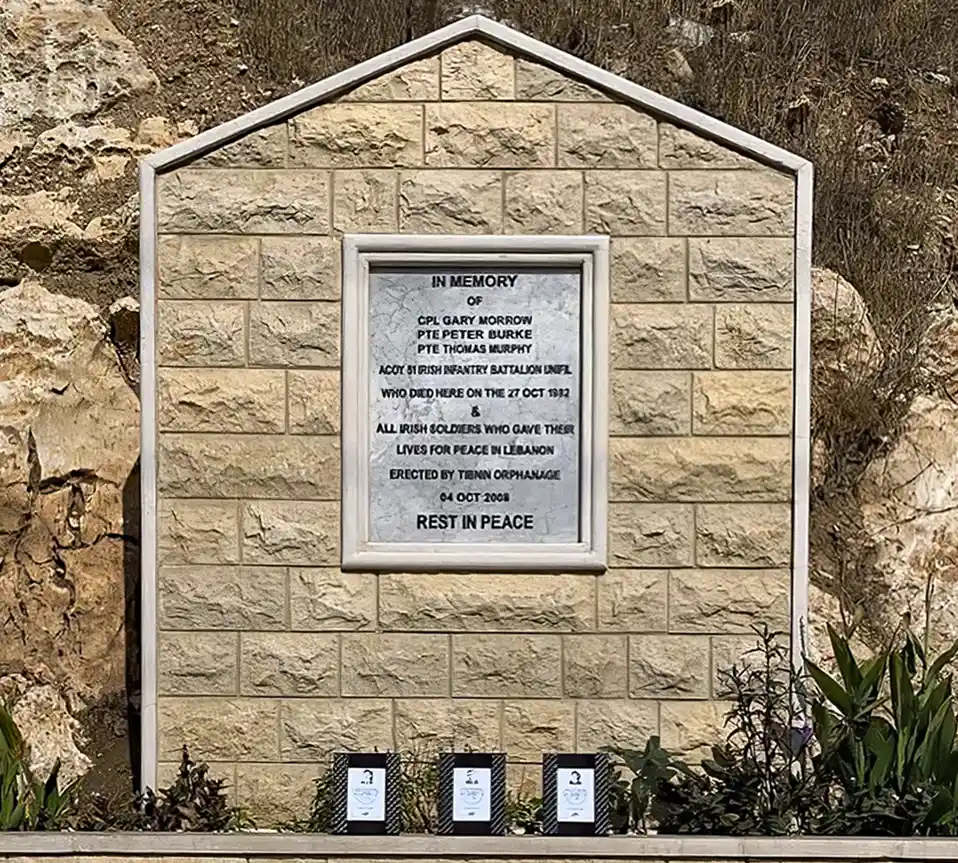 IN MEMORY
OF
CPL GARY MORROW
PTE PETER BURKE
PTE THOMAS MURPHY
ACOY 51 IRISH INFANTRY BATTALION UNIFIL
WHO DIED HERE ON THE 27 OCT 1982
&
ALL IRISH SOLDIERS WHO GAVE THEIR
LIVES FOR PEACE IN LEBANON
ERECTED BY TIBNIN ORPHANAGE
04 OCT 2008
REST IN PEACE